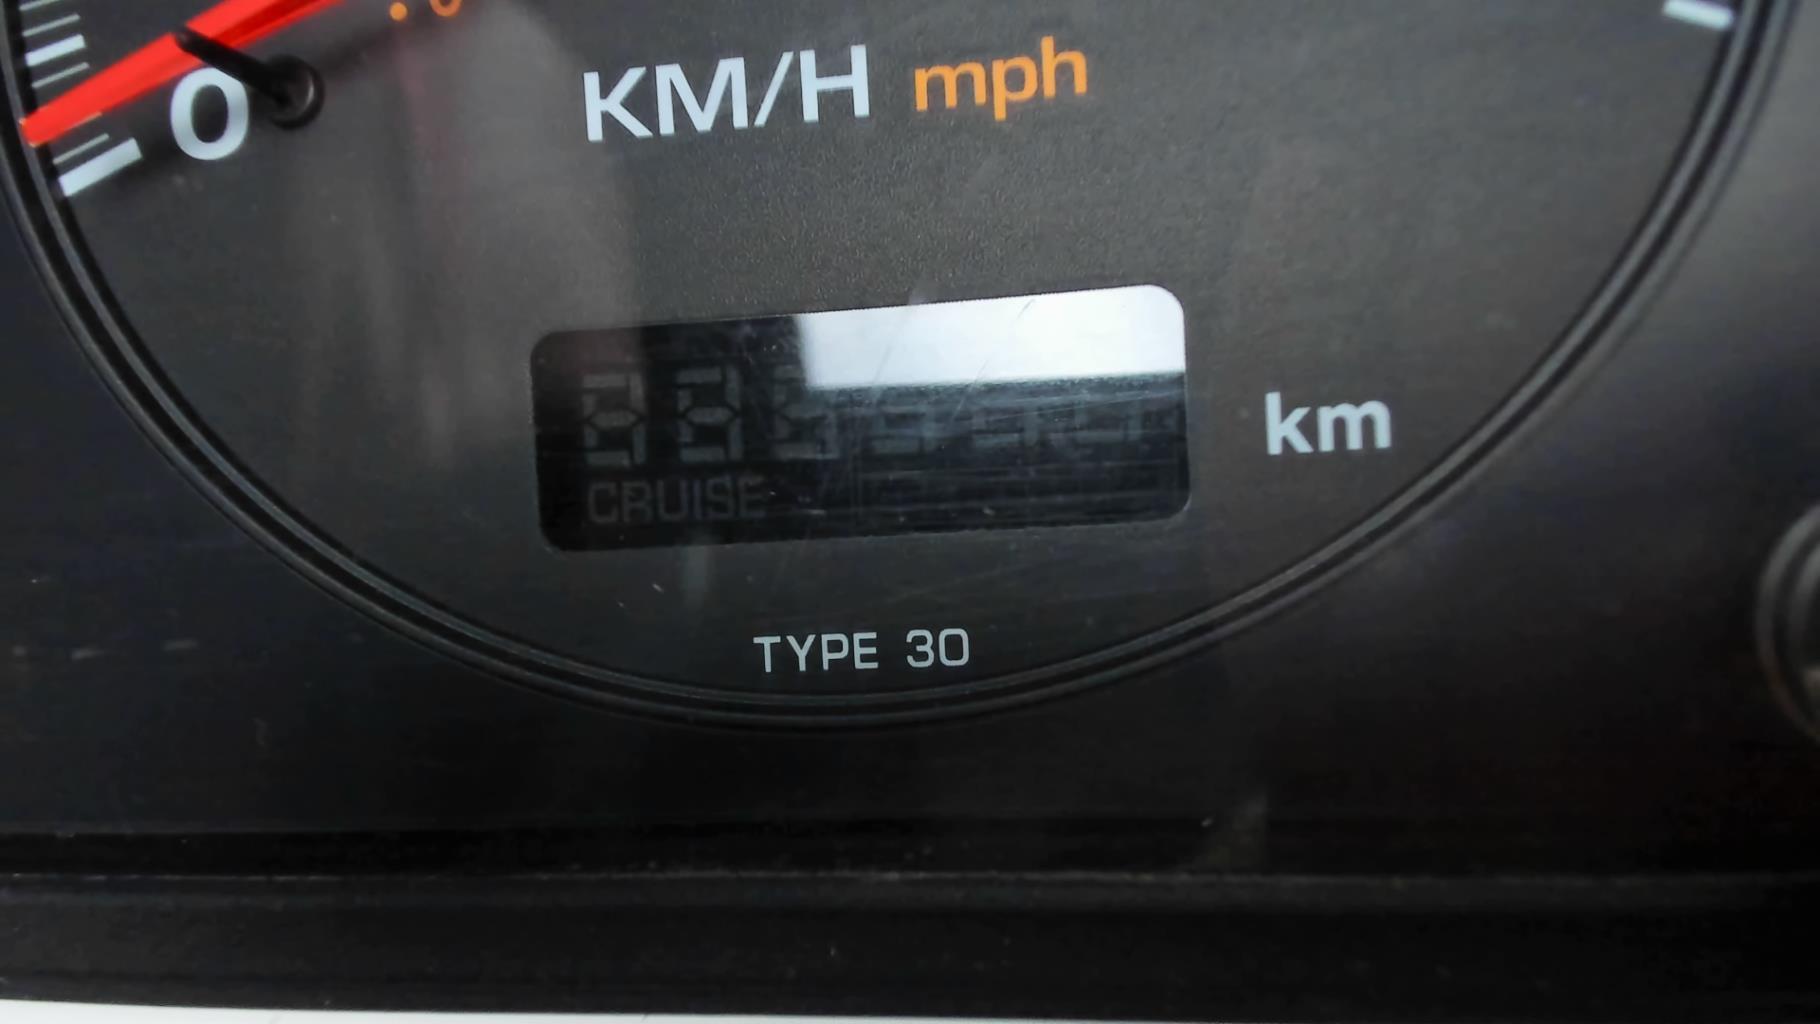 0
KM/H mph
km
CRUISE
TYPE 30